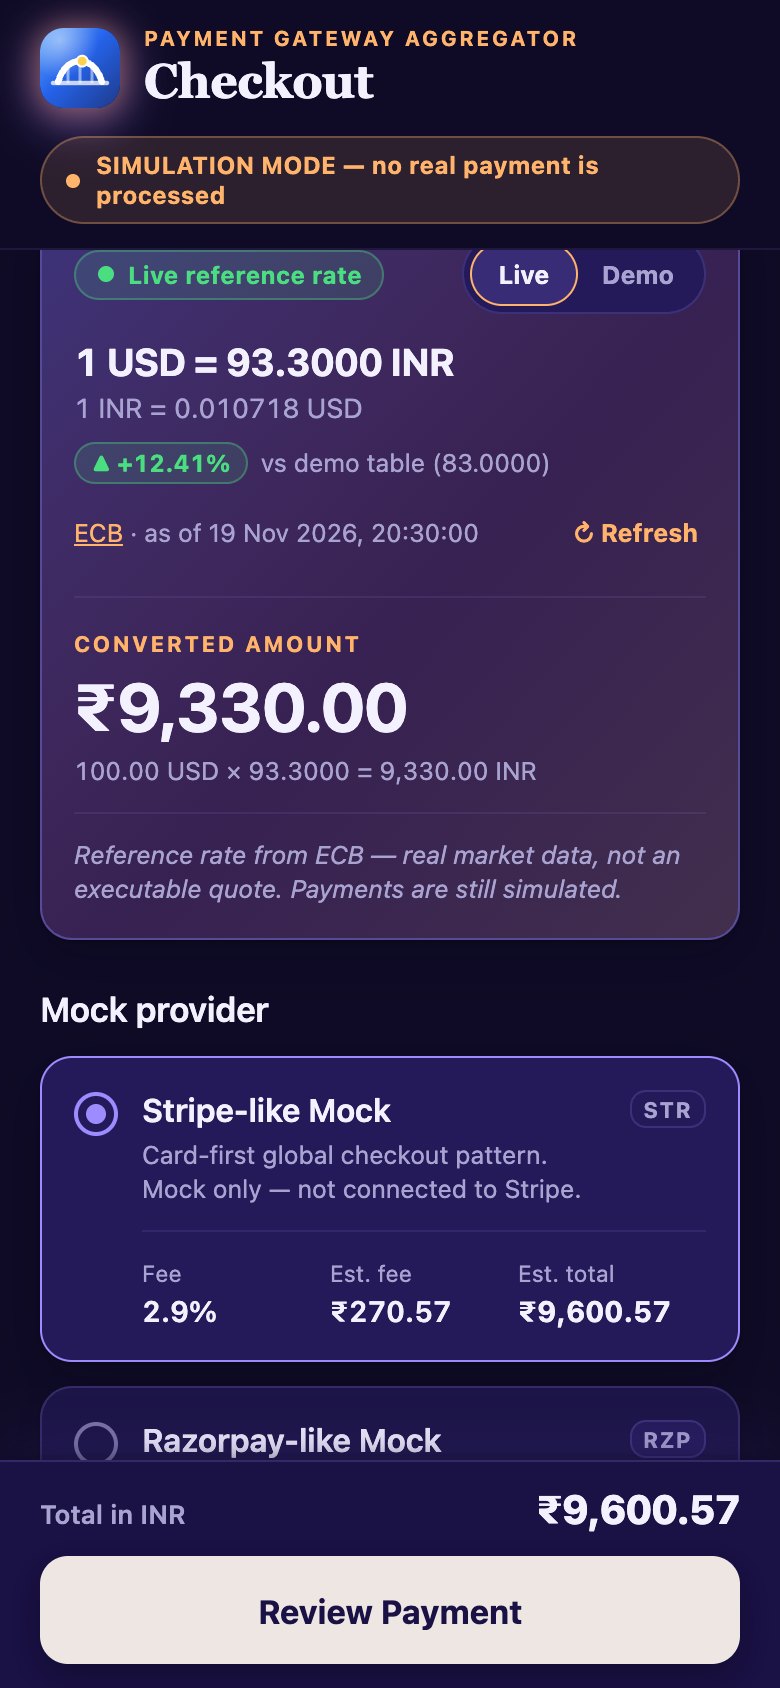 PAYMENT GATEWAY AGGREGATOR
Checkout
SIMULATION MODE — no real payment is
processed
Live reference rate
Live
Demo
1 USD = 93.3000 INR
1 INR = 0.010718 USD
▲ +12.41% vs demo table (83.0000)
ECB · as of 19 Nov 2026, 20:30:00
↻ Refresh
CONVERTED AMOUNT
₹9,330.00
100.00 USD × 93.3000 = 9,330.00 INR
Reference rate from ECB — real market data, not an
executable quote. Payments are still simulated.
Mock provider
Stripe-like Mock
STR
Card-first global checkout pattern.
Mock only — not connected to Stripe.
Fee
Est. fee
Est. total
2.9%
₹270.57
₹9,600.57
Razorpay-like Mock
RZP
Total in INR
₹9,600.57
Review Payment